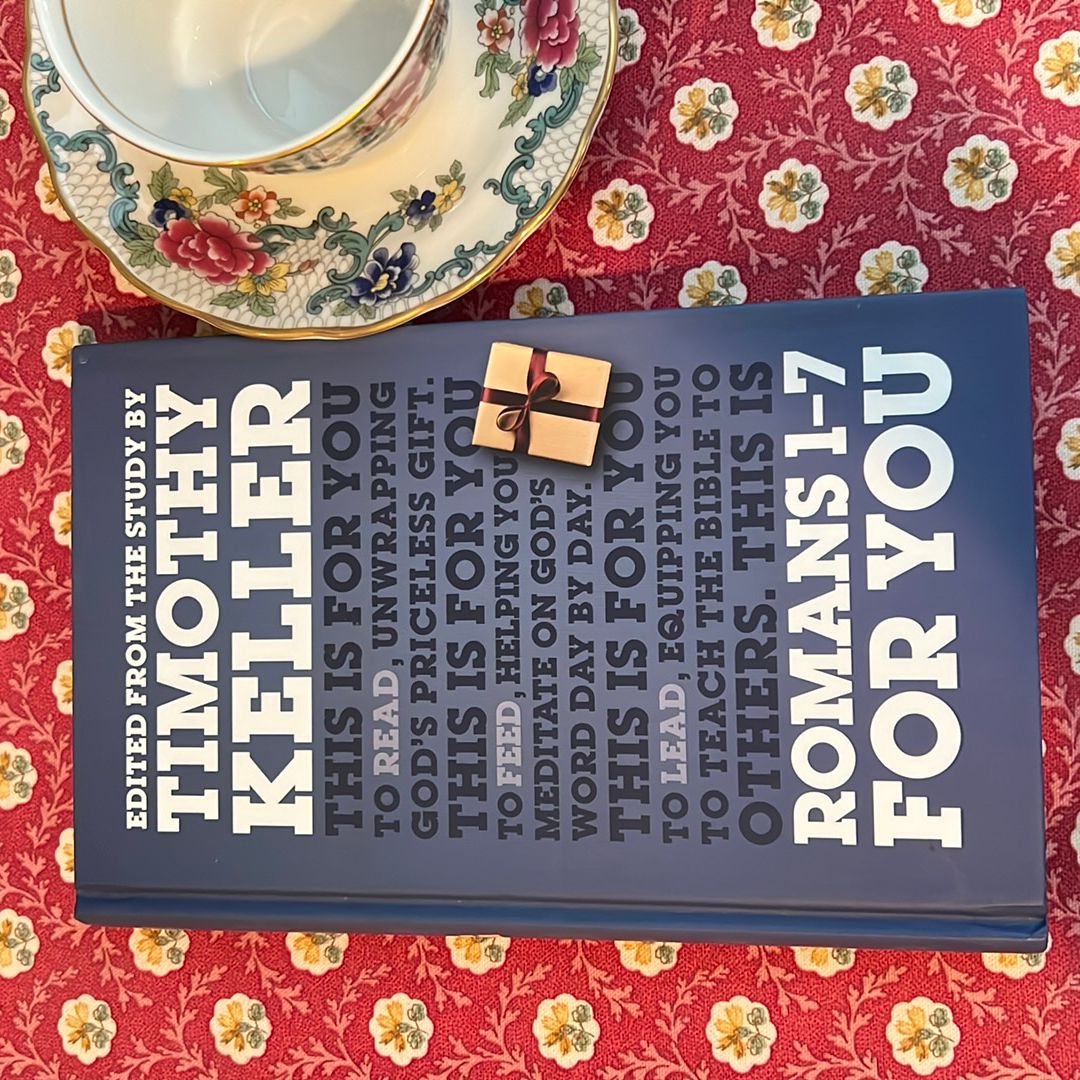 EDITED FROM THE STUDY BY
TIMOTHY
KELLER
THIS IS FOR YOU
TO READ, UNWRAPPING
GOD'S PRICELESS GIFT.
THIS IS FOR YOU
TO FEED, HELPING YOU
MEDITATE ON GOD'S
WORD DAY BY DAY.
THIS IS FOR YOU
TO LEAD, EQUIPPING YOU
TO TEACH THE BIBLE TO
OTHERS. THIS IS
ROMANS 1–7
FOR YOU